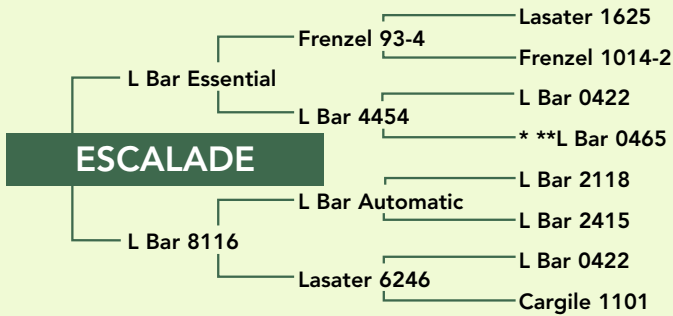 Lasater 1625
Frenzel 93-4
Frenzel 1014-2
L Bar Essential
L Bar 0422
L Bar 4454
* **L Bar 0465
ESCALADE
L Bar 2118
L Bar Automatic
L Bar 2415
L Bar 8116
L Bar 0422
Lasater 6246
Cargile 1101